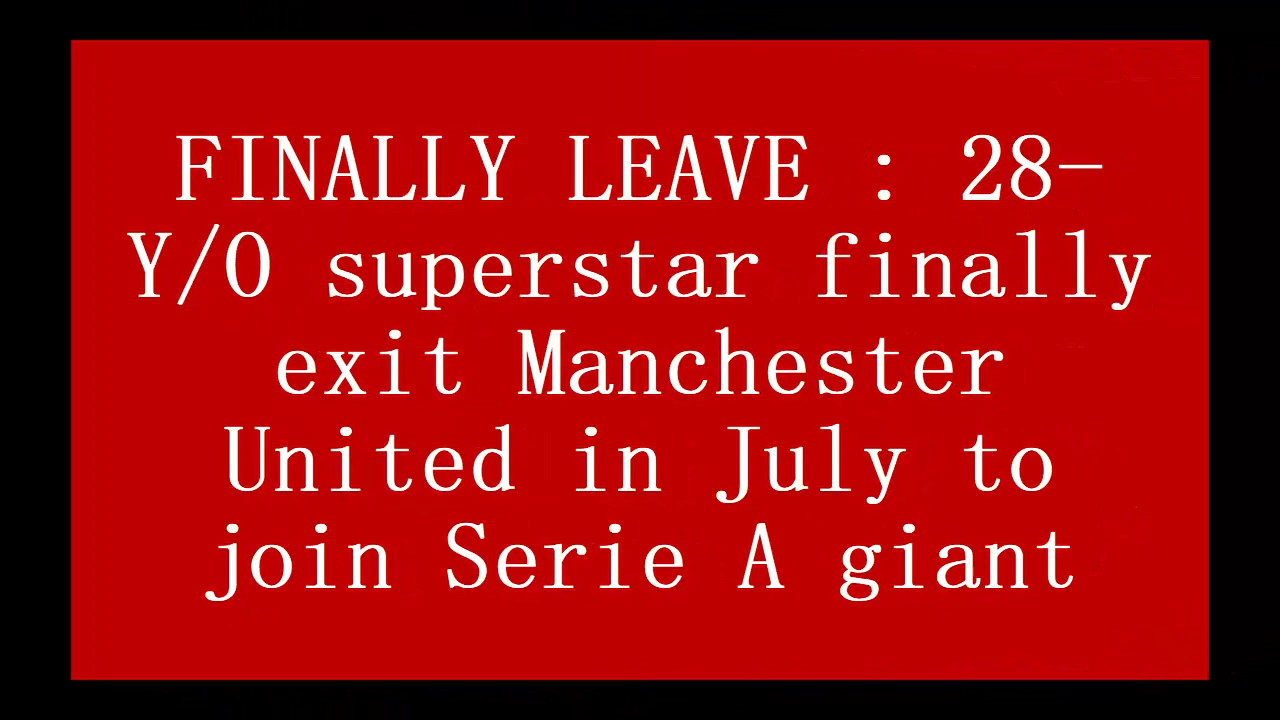 FINALLY LEAVE : 28-
Y/O superstar finally
exit Manchester
United in July to
join Serie A giant